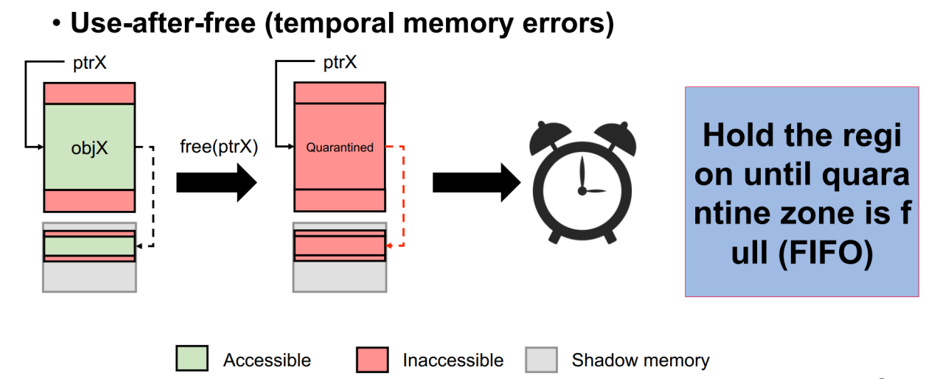 • Use-after-free (temporal memory errors)
ptrX
ptrX
objX
free(ptrX)
Quarantined
Hold the regi
on until quara
ntine zone is f
ull (FIFO)
Accessible
Inaccessible
Shadow memory